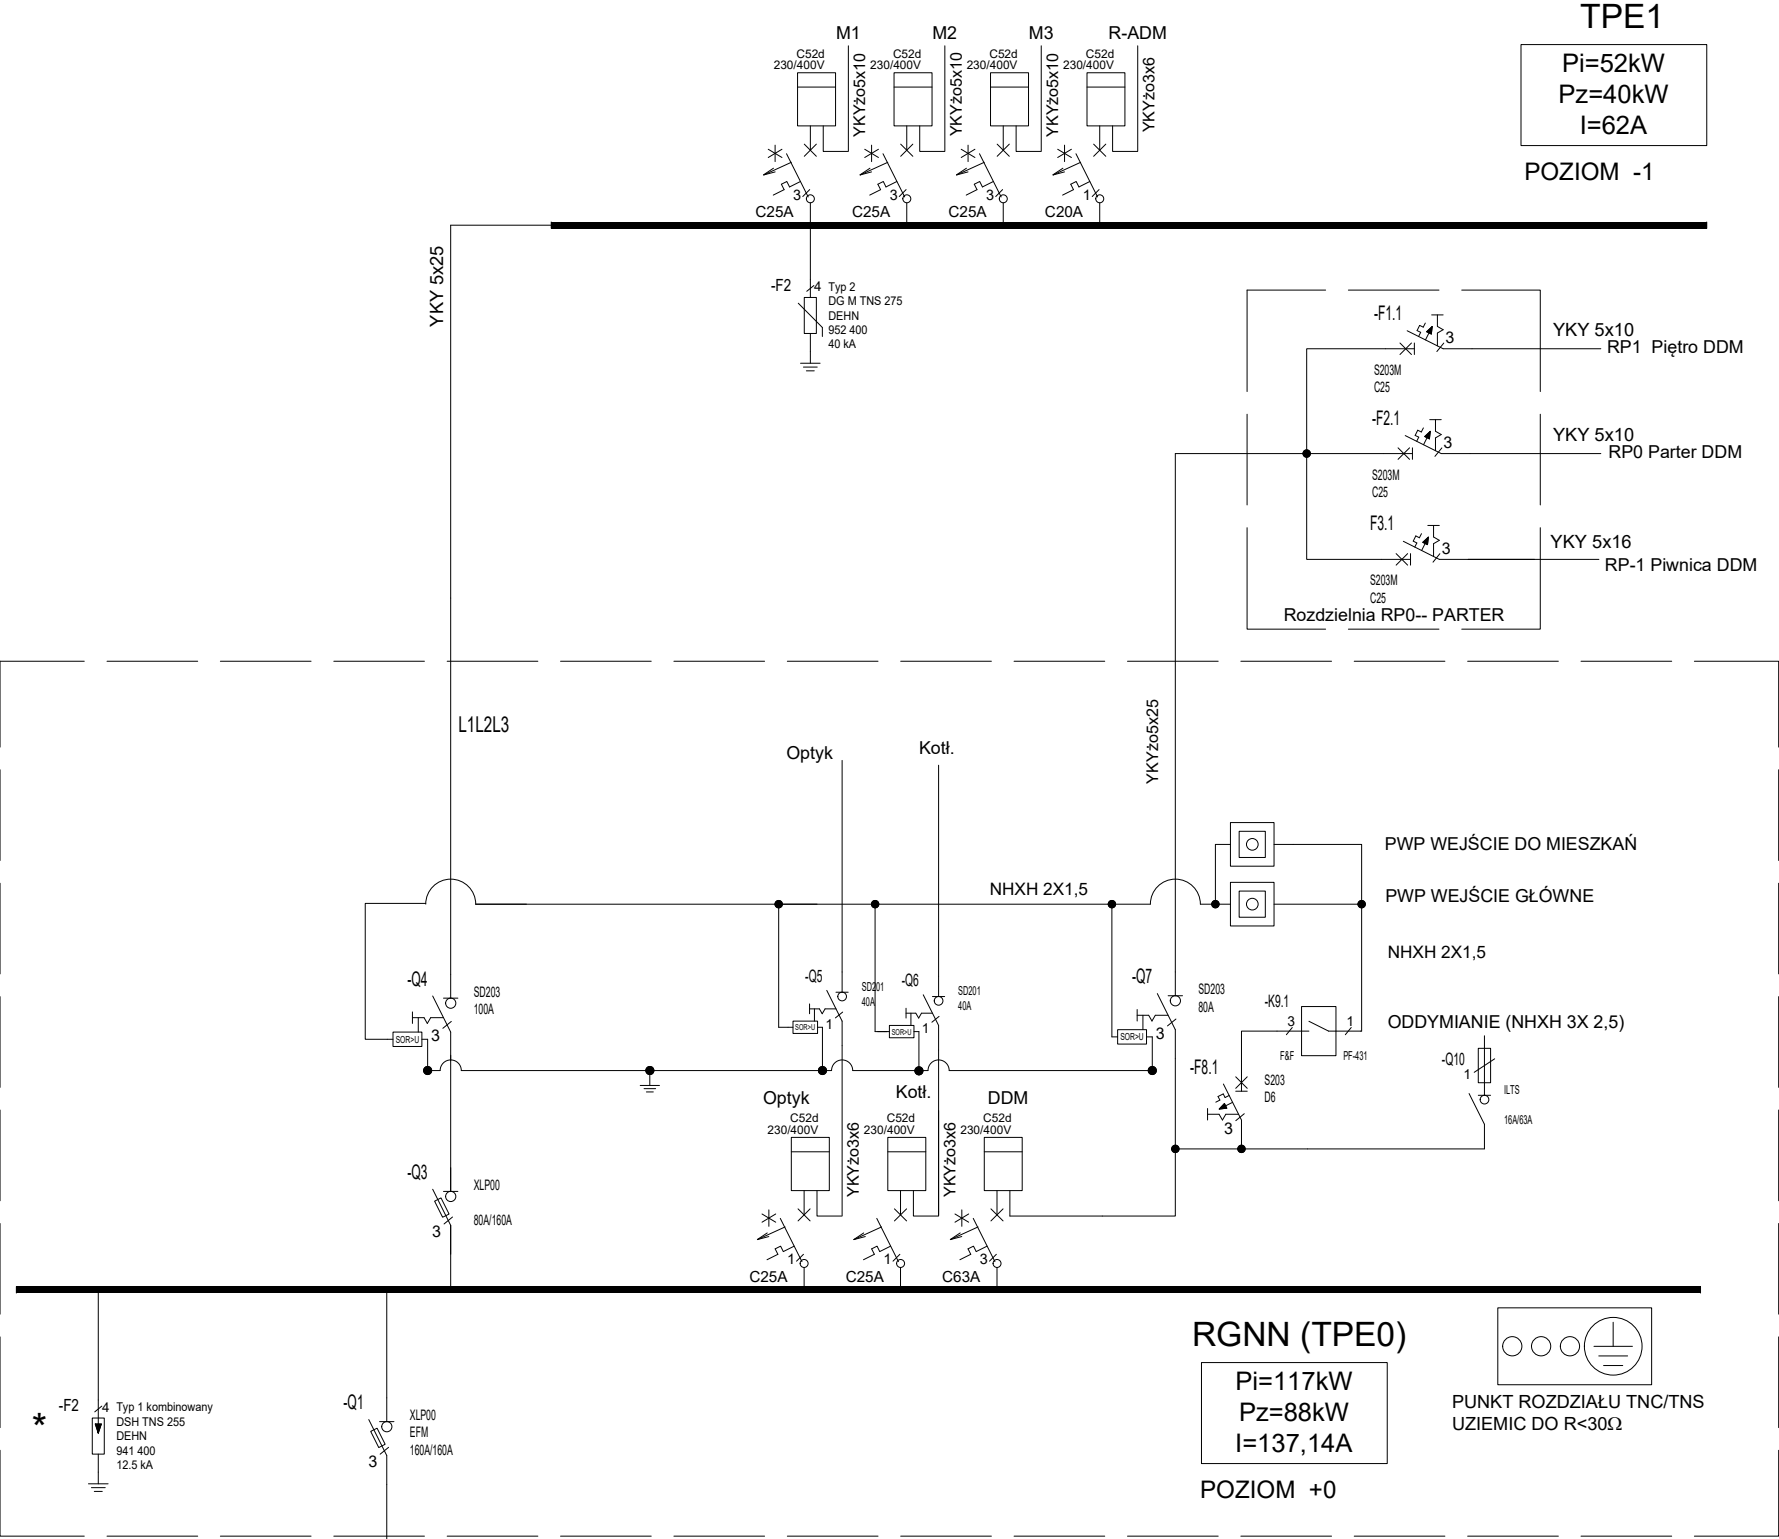 TPE1
Pi=52kW
Pz=40kW
I=62A
POZIOM -1
M1
M2
M3
R-ADM
C52d
230/400V
C52d
230/400V
C52d
230/400V
C52d
230/400V
YKYżo5x10
YKYżo5x10
YKYżo5x10
YKYżo3x6
3
3
3
1
C25A
C25A
C25A
C20A
YKY 5x25
-F2
4
Typ 2
DG M TNS 275
DEHN
952 400
40 kA
-F1.1
3
S203M
C25
YKY 5x10
RP1 Piętro DDM
-F2.1
3
S203M
C25
YKY 5x10
RP0 Parter DDM
F3.1
3
S203M
C25
YKY 5x16
RP-1 Piwnica DDM
Rozdzielnia RP0-- PARTER
L1L2L3
Optyk
Kotł.
YKYżo5x25
PWP WEJŚCIE DO MIESZKAŃ
PWP WEJŚCIE GŁÓWNE
NHXH 2X1,5
NHXH 2X1,5
-Q4
SD203
100A
3
SOR>U
-Q5
SD201
40A
1
SOR>U
-Q6
SD201
40A
1
SOR>U
-Q7
SD203
80A
3
SOR>U
-K9.1
3
1
F&F
PF-431
ODDYMIANIE (NHXH 3X 2,5)
-Q10
1
ILTS
16A/63A
-F8.1
S203
D6
3
Optyk
Kotł.
DDM
C52d
230/400V
C52d
230/400V
C52d
230/400V
YKYżo3x6
YKYżo3x6
-Q3
XLP00
80A/160A
3
1
1
3
C25A
C25A
C63A
RGNN (TPE0)
Pi=117kW
Pz=88kW
I=137,14A
POZIOM +0
PUNKT ROZDZIAŁU TNC/TNS
UZIEMIC DO R<30Ω
*
-F2
4
Typ 1 kombinowany
DSH TNS 255
DEHN
941 400
12.5 kA
-Q1
XLP00
EFM
160A/160A
3